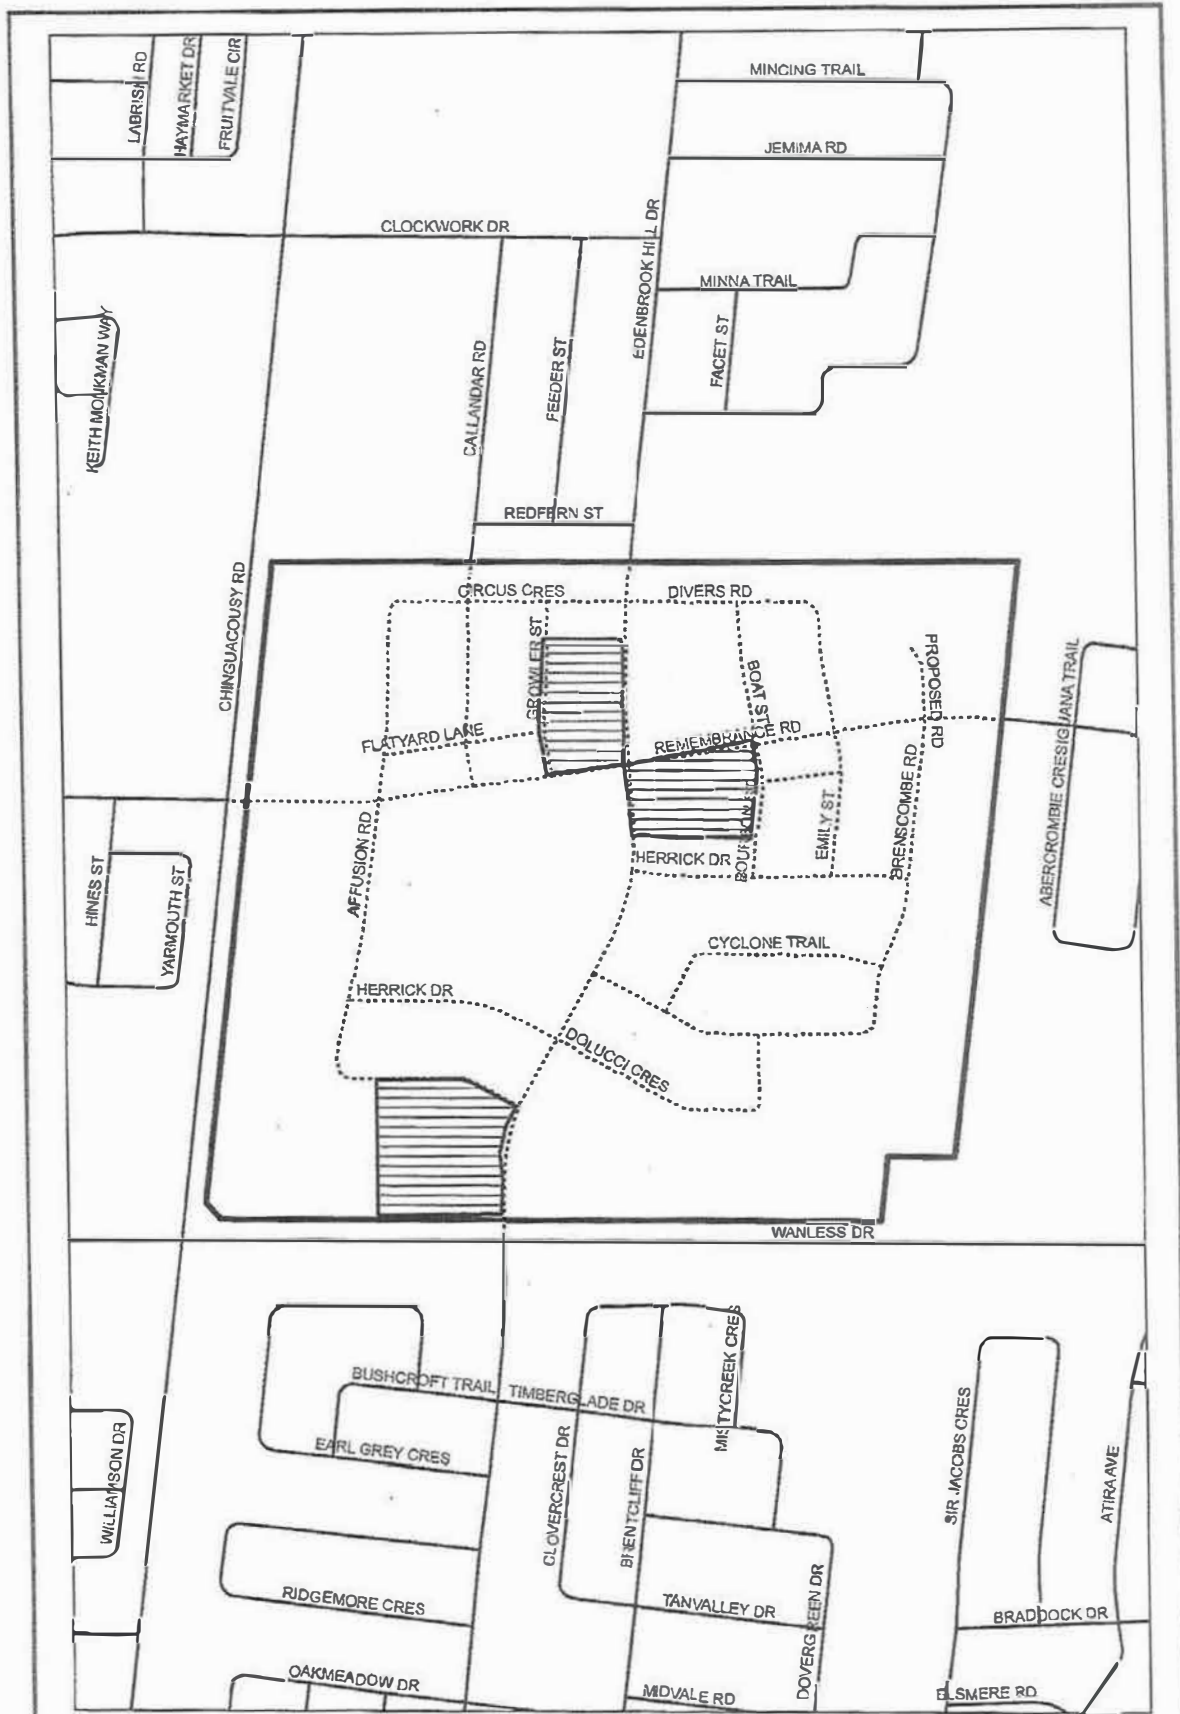 LABRISH RD
HAYMARKET DR
FRUITVALE CIR
MINCING TRAIL
JEMIMA RD
CLOCKWORK DR
EDENBROOK HILL DR
MINNA TRAIL
KEITH MONKMAN WAY
CALLANDAR RD
FEEDER ST
FACET ST
REDFERN ST
CHINGUACOUSY RD
CIRCUS CRES
DIVERS RD
GROWLER ST
BOAT ST
PROPOSED RD
FLATYARD LANE
REMEMBRANCE RD
ABERCROMBIE CRES
IGUANA TRAIL
AFFUSION RD
EMILY ST
BRENSCOMBE RD
HERRICK DR
HINES ST
YARMOUTH ST
CYCLONE TRAIL
HERRICK DR
DOLUCCI CRES
WANLESS DR
BUSHCROFT TRAIL
TIMBERGLADE DR
MISTYCREEK CRES
EARL GREY CRES
WILLIAMSON DR
CLOVERCREST DR
BRENTCLIFF DR
SIR JACOBS CRES
ATIRA AVE
RIDGEMORE CRES
TANVALLEY DR
DOVERGREEN DR
BRADDOCK DR
OAKMEADOW DR
MIDVALE RD
ELSMERE RD